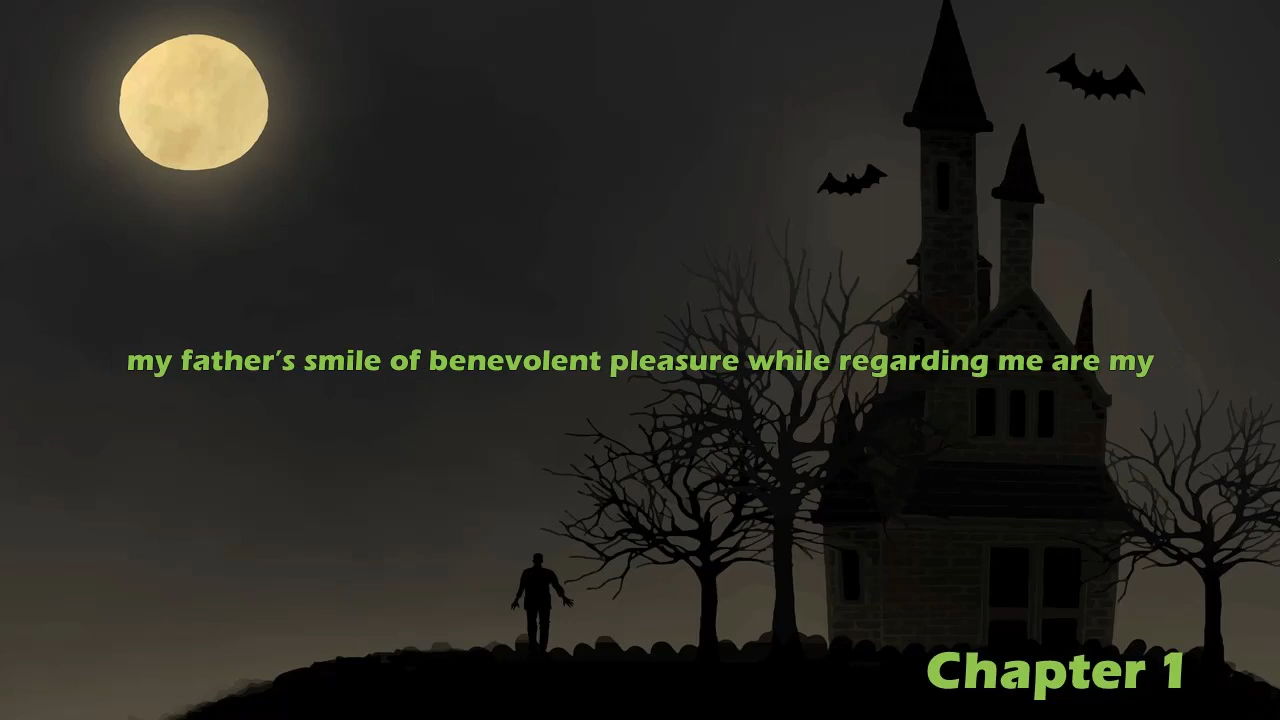 my father's smile of benevolent pleasure while regarding me are my
Chapter 1